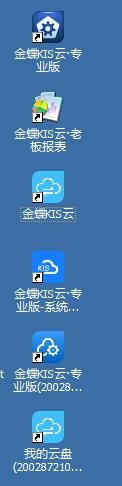 金蝶KIS云·专
业版
金蝶KIS云·老
板报表
金蝶KIS云
KIS
金蝶KIS云·专
业版-系统...
t
金蝶KIS云·专
业版(20028...
我的云盘
(200287210...